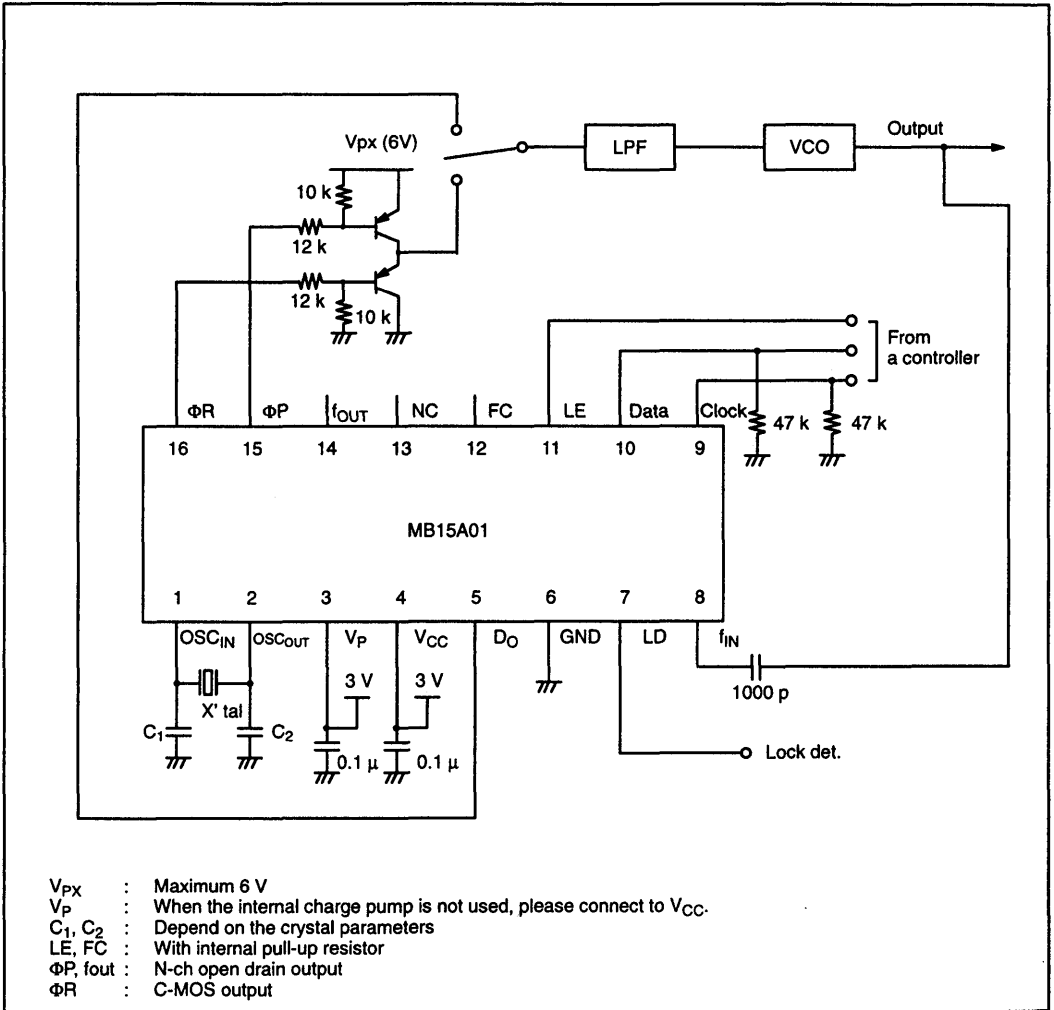 Output
Vpx (6V)
LPF
VCO
10 k
12 k
12 k
10 k
From
a controller
ΦR ΦP fOUT NC FC LE Data Clock
47 k 47 k
16 15 14 13 12 11 10 9
MB15A01
1 2 3 4 5 6 7 8
OSCIN OSCOUT VP VCC DO GND LD fIN
3 V 3 V
1000 p
X' tal
C1 C2
0.1 µ 0.1 µ
Lock det.
VPX : Maximum 6 V
VP : When the internal charge pump is not used, please connect to VCC.
C1, C2 : Depend on the crystal parameters
LE, FC : With internal pull-up resistor
ΦP, fout : N-ch open drain output
ΦR : C-MOS output